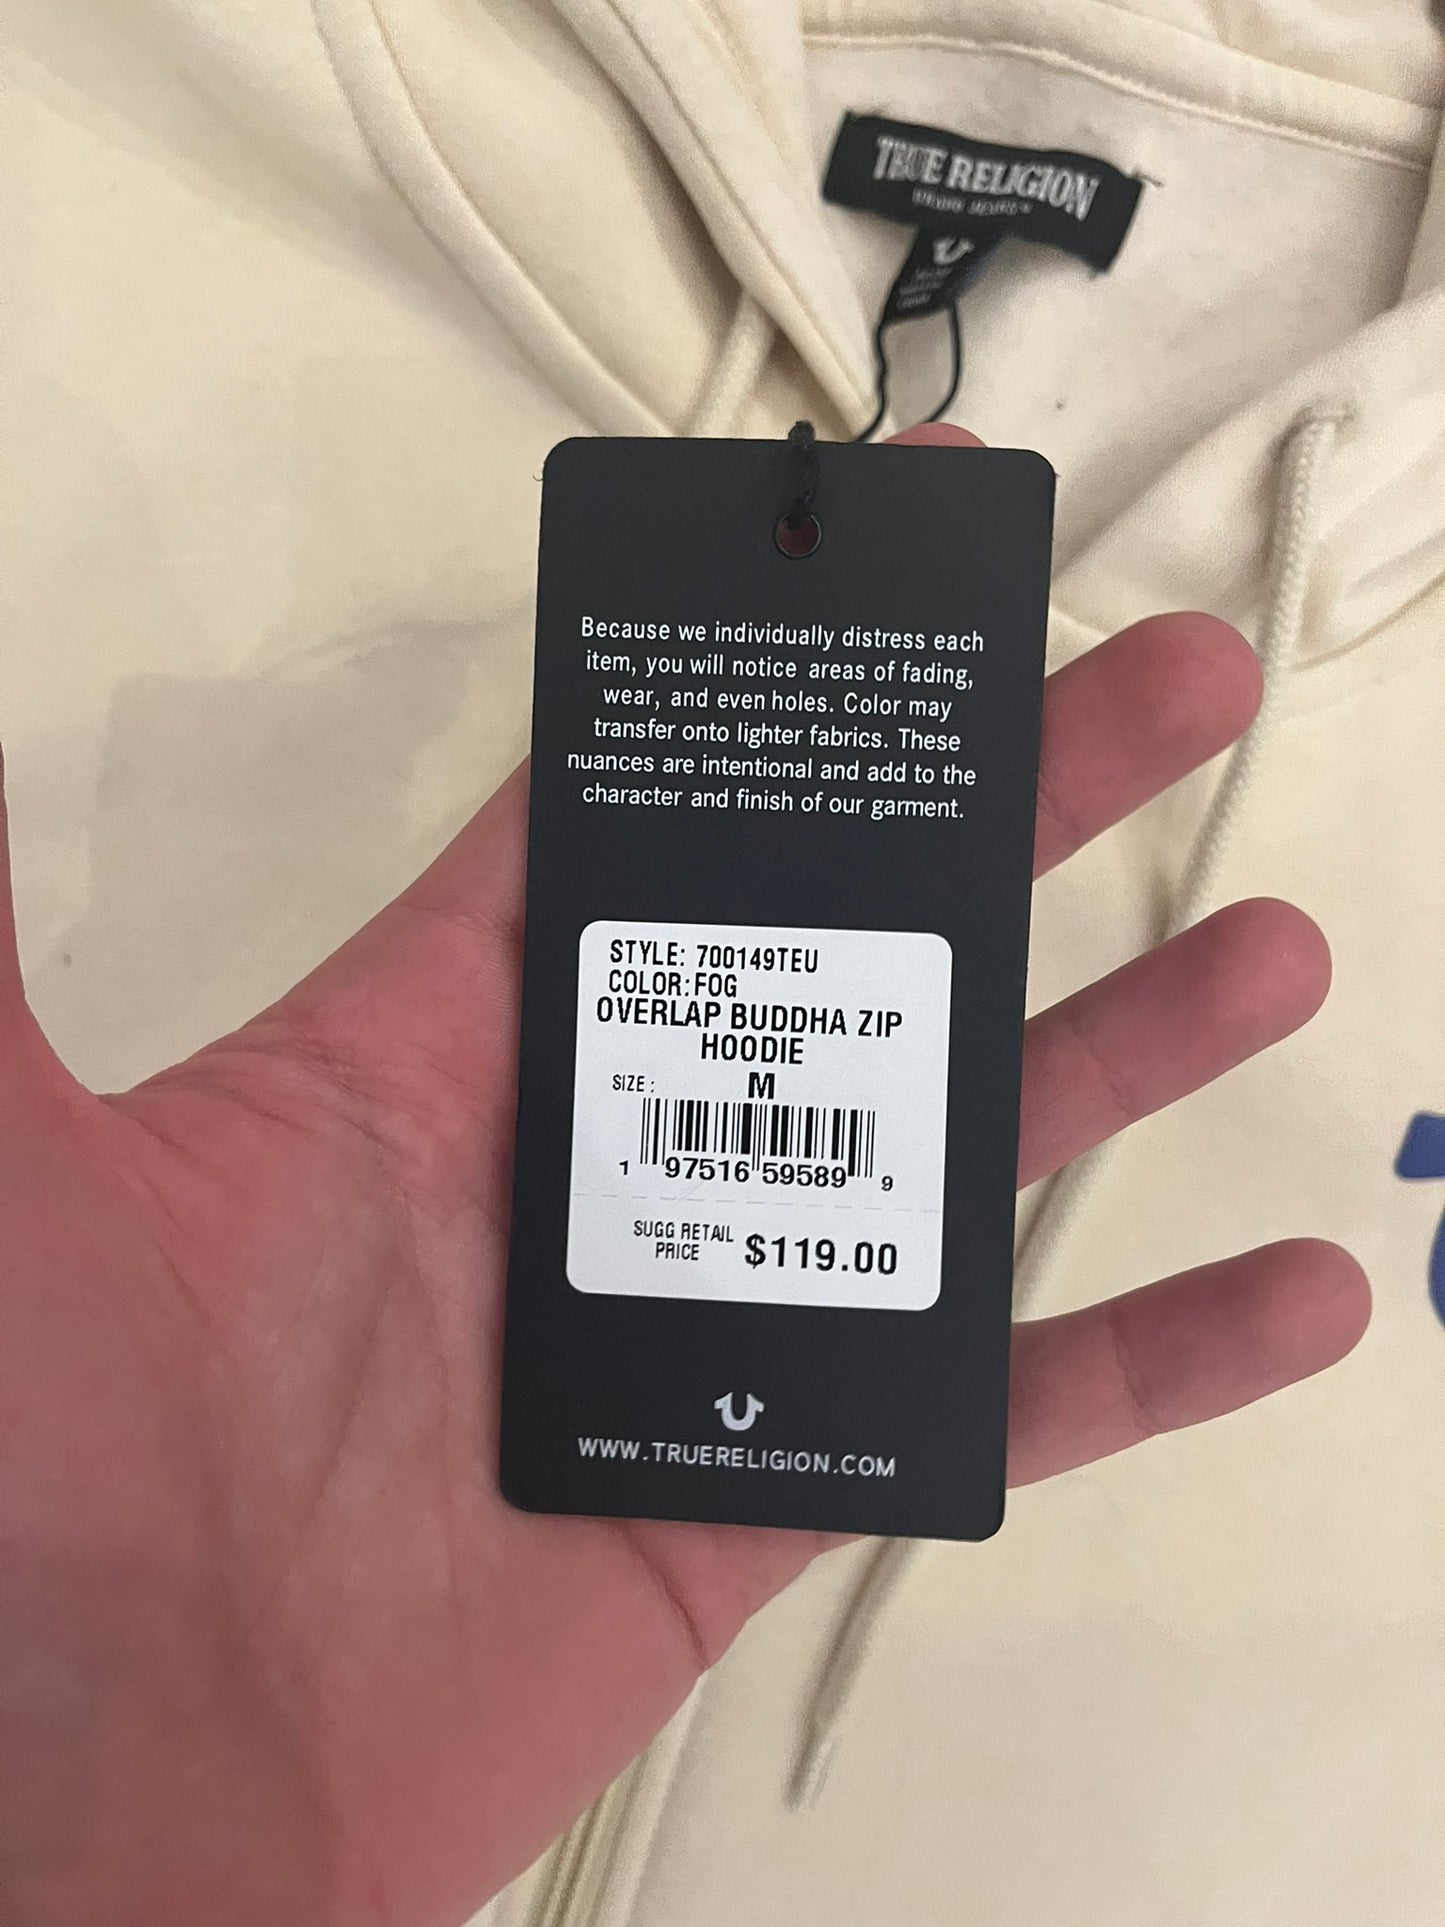 TRUE RELIGION
Because we individually distress each
item, you will notice areas of fading,
wear, and even holes. Color may
transfer onto lighter fabrics. These
nuances are intentional and add to the
character and finish of our garment.
STYLE: 700149TEU
COLOR:FOG
OVERLAP BUDDHA ZIP
HOODIE
SIZE : M
1 97516 59589 9
SUGG RETAIL
PRICE $119.00
WWW.TRUERELIGION.COM